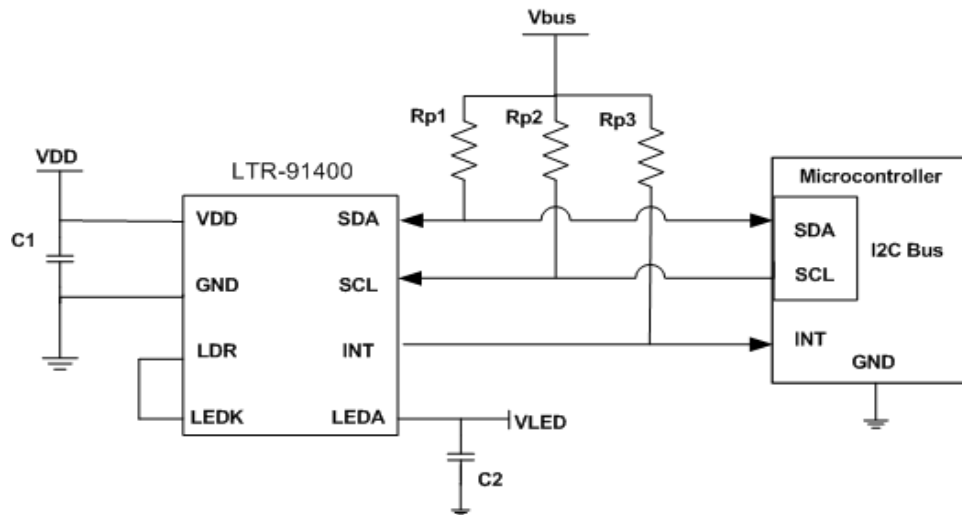 Vbus
Rp1
Rp2
Rp3
VDD
LTR-91400
Microcontroller
C1
VDD
SDA
SDA
I2C Bus
GND
SCL
SCL
LDR
INT
INT
GND
LEDK
LEDA
VLED
C2